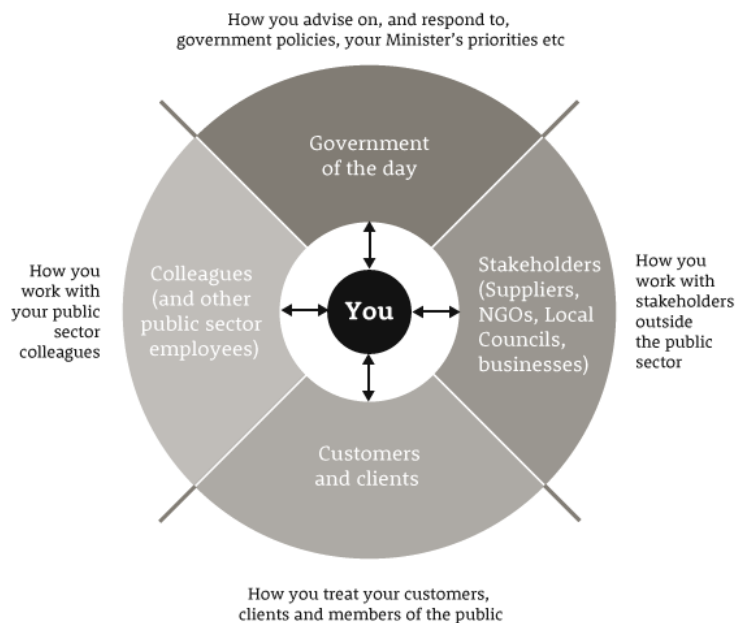 How you advise on, and respond to,
government policies, your Minister's priorities etc
Government
of the day
How you
work with
your public
sector
colleagues
Colleagues
(and other
public sector
employees)
You
Stakeholders
(Suppliers,
NGOs, Local
Councils,
businesses)
How you
work with
stakeholders
outside
the public
sector
Customers
and clients
How you treat your customers,
clients and members of the public